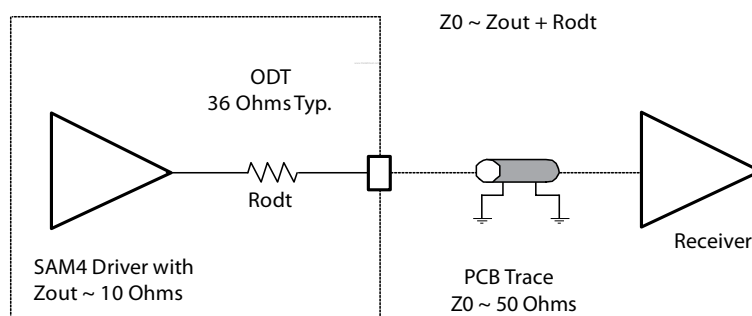 Z0 ~ Zout + Rodt
ODT
36 Ohms Typ.
Rodt
Receiver
SAM4 Driver with
Zout ~ 10 Ohms
PCB Trace
Z0 ~ 50 Ohms